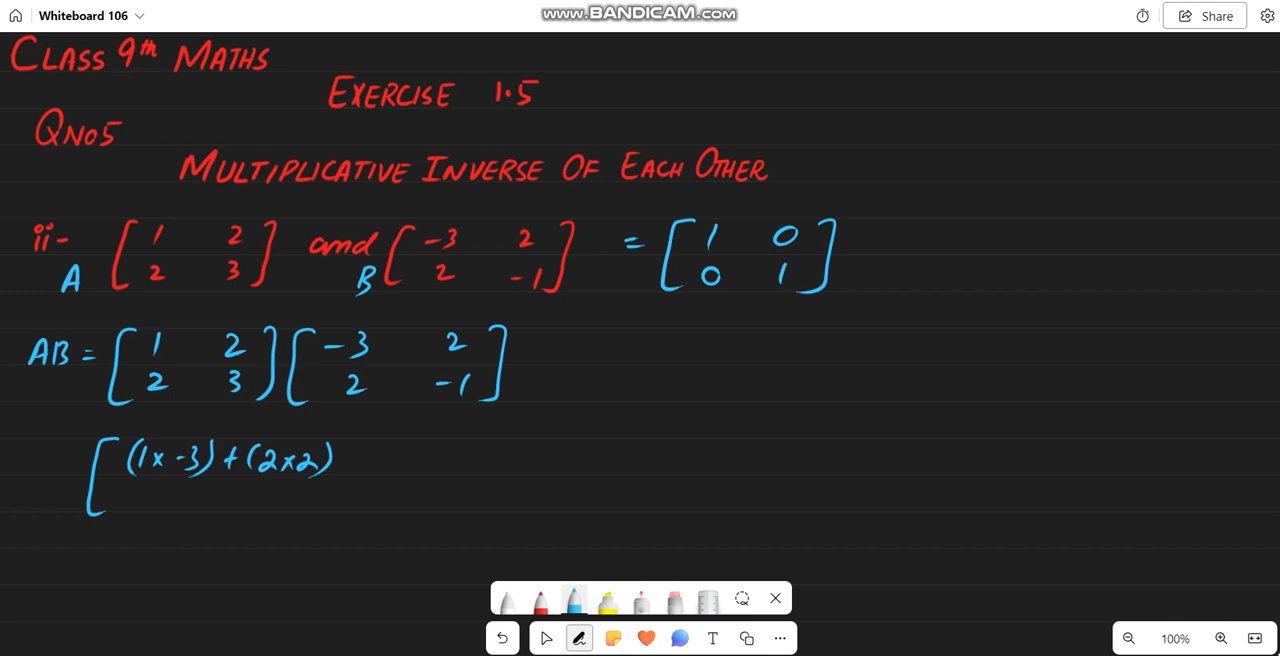 www.BANDICAM.com
Whiteboard 106
Share
CLASS 9th MATHS
EXERCISE 1.5
QNO5
MULTIPLICATIVE INVERSE OF EACH OTHER
ii- A [1 2 and B [-3 2 = [1 0
2 3] 2 -1] 0 1]
AB = [1 2 [-3 2
2 3] 2 -1]
[(1x -3) + (2x2)
T
100%